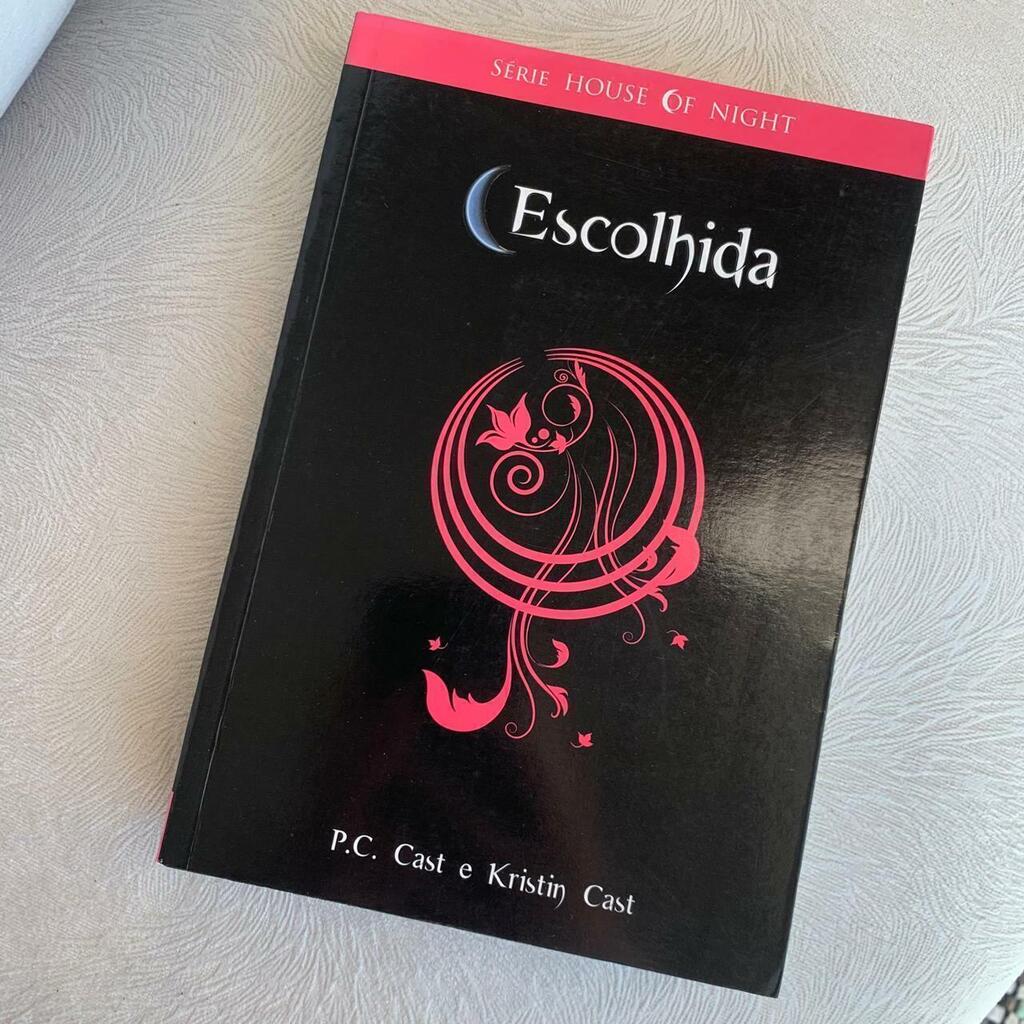 SÉRIE HOUSE OF NIGHT
Escolhida
P.C. Cast e Kristin Cast